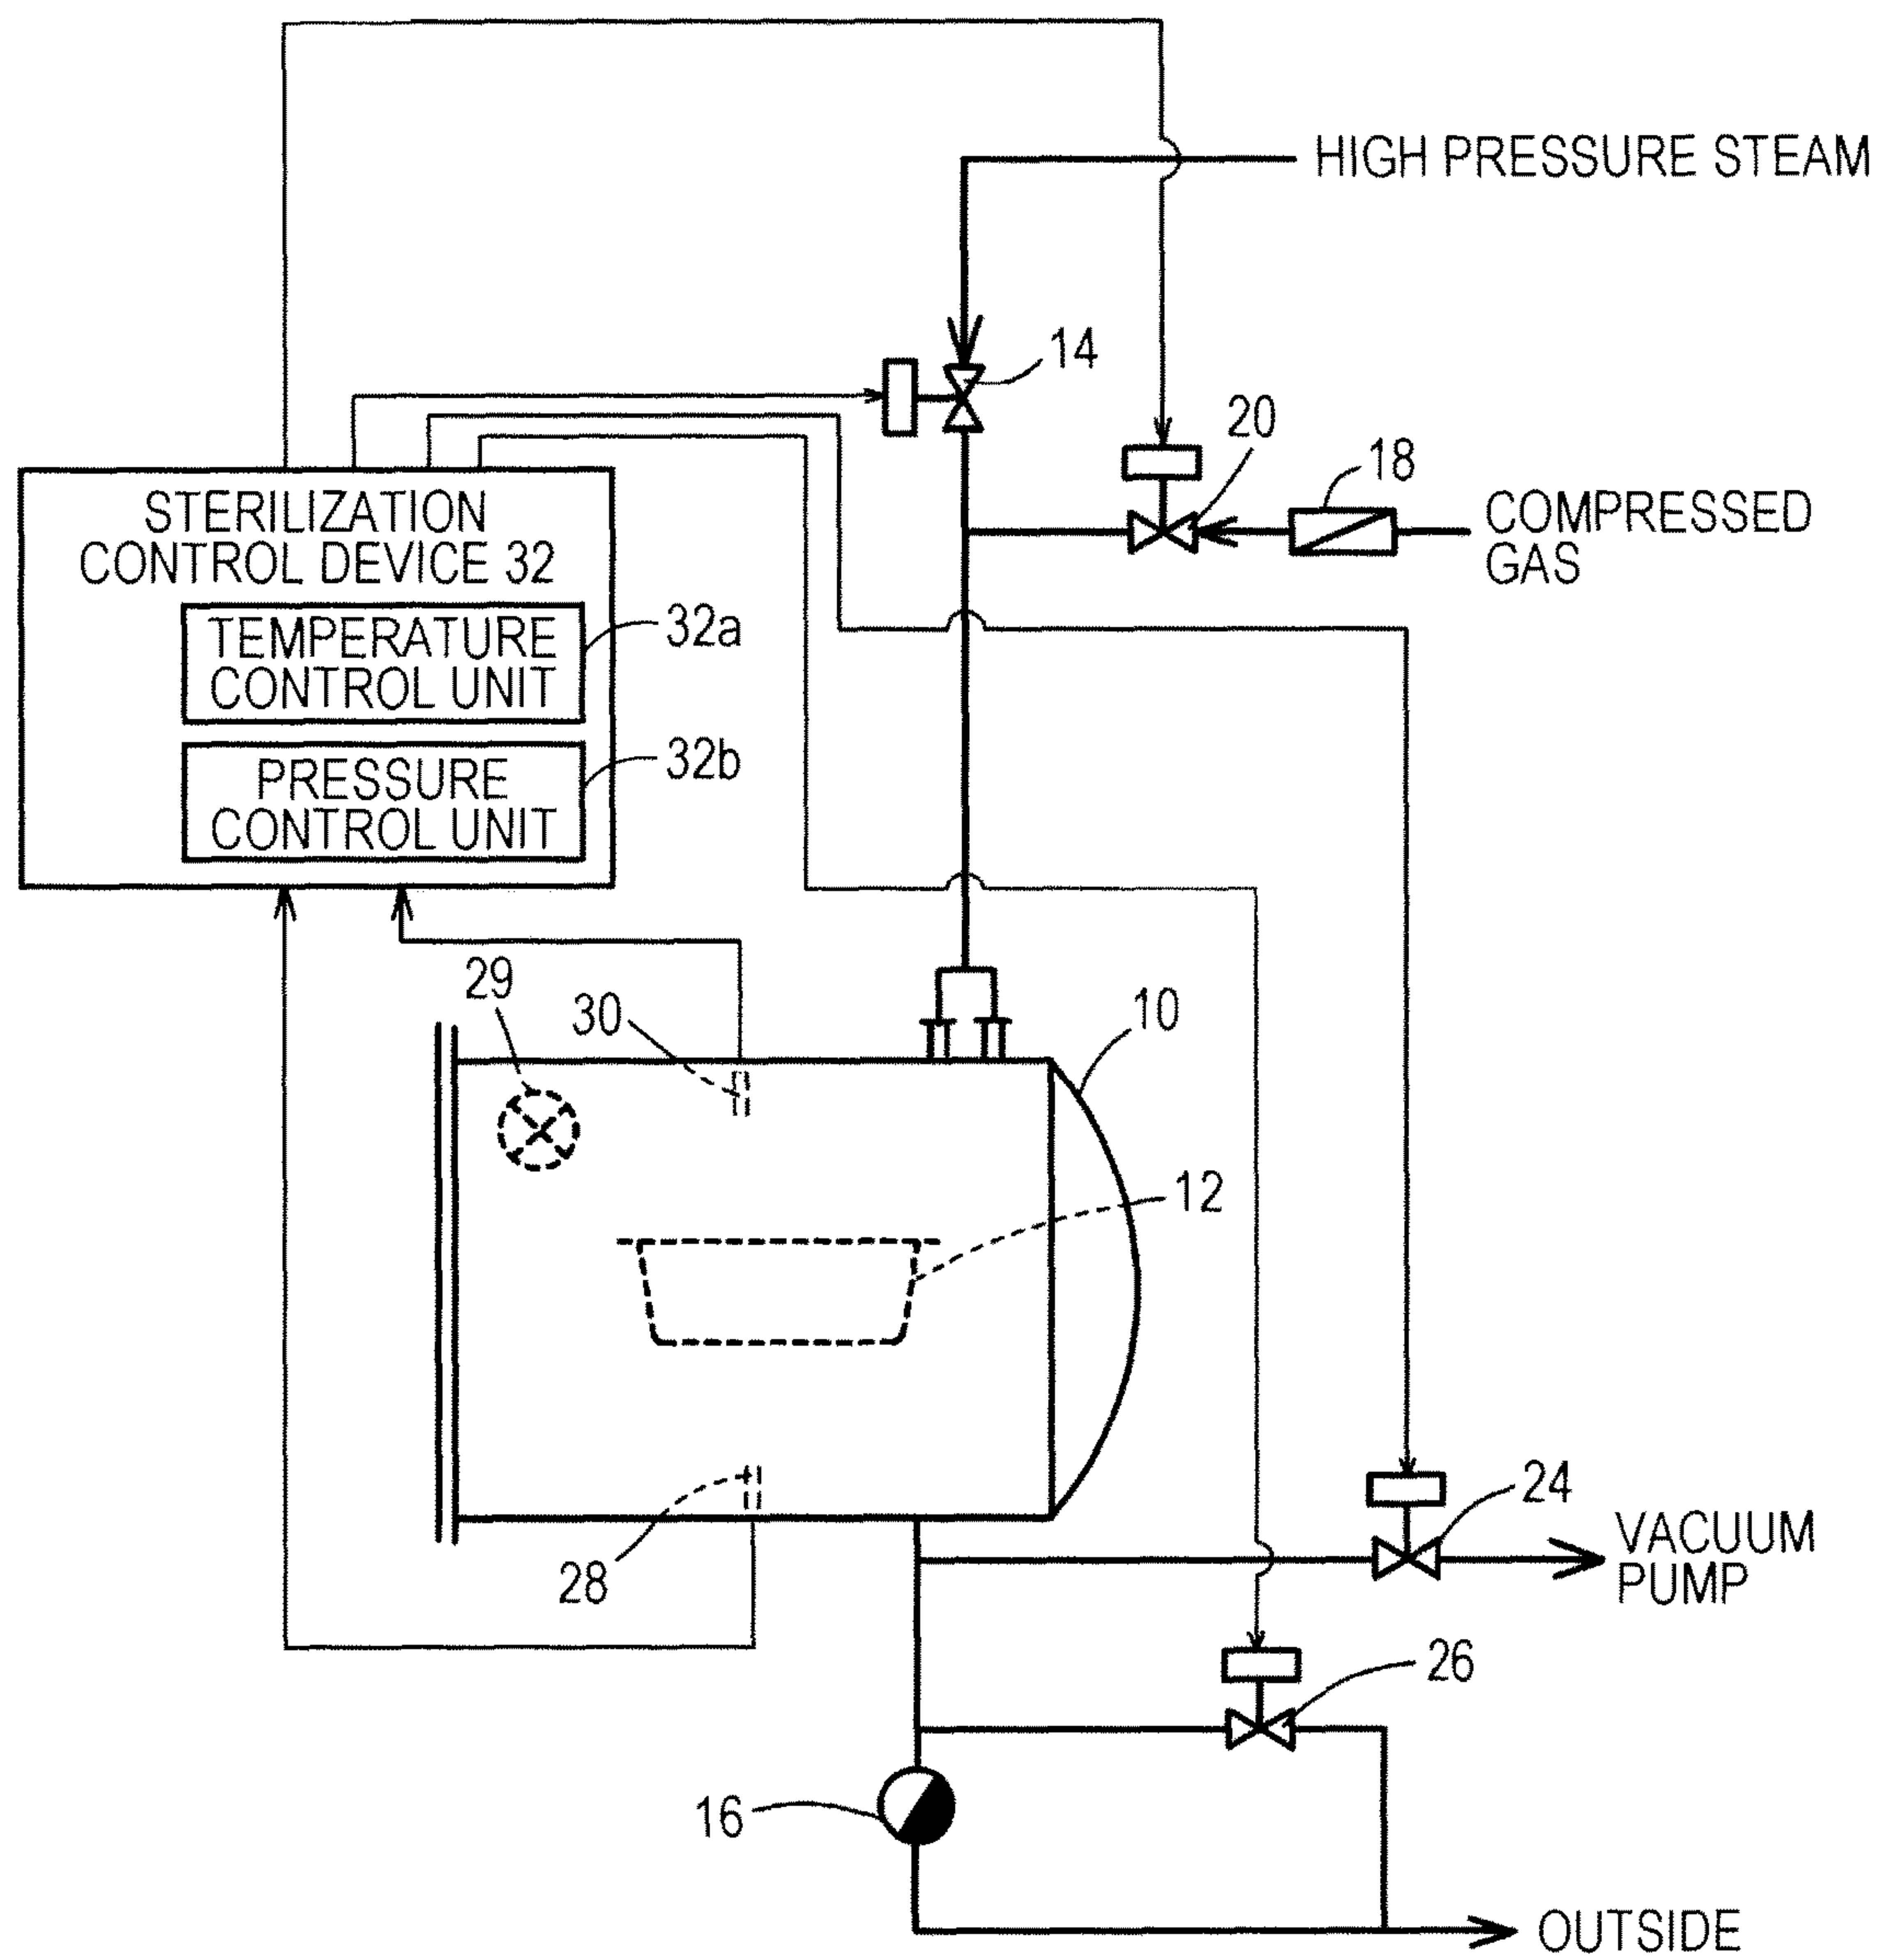 HIGH PRESSURE STEAM
14
20
18
COMPRESSED
GAS
STERILIZATION
CONTROL DEVICE 32
TEMPERATURE
CONTROL UNIT
32a
PRESSURE
CONTROL UNIT
32b
29
30
10
12
28
24
VACUUM
PUMP
26
16
OUTSIDE